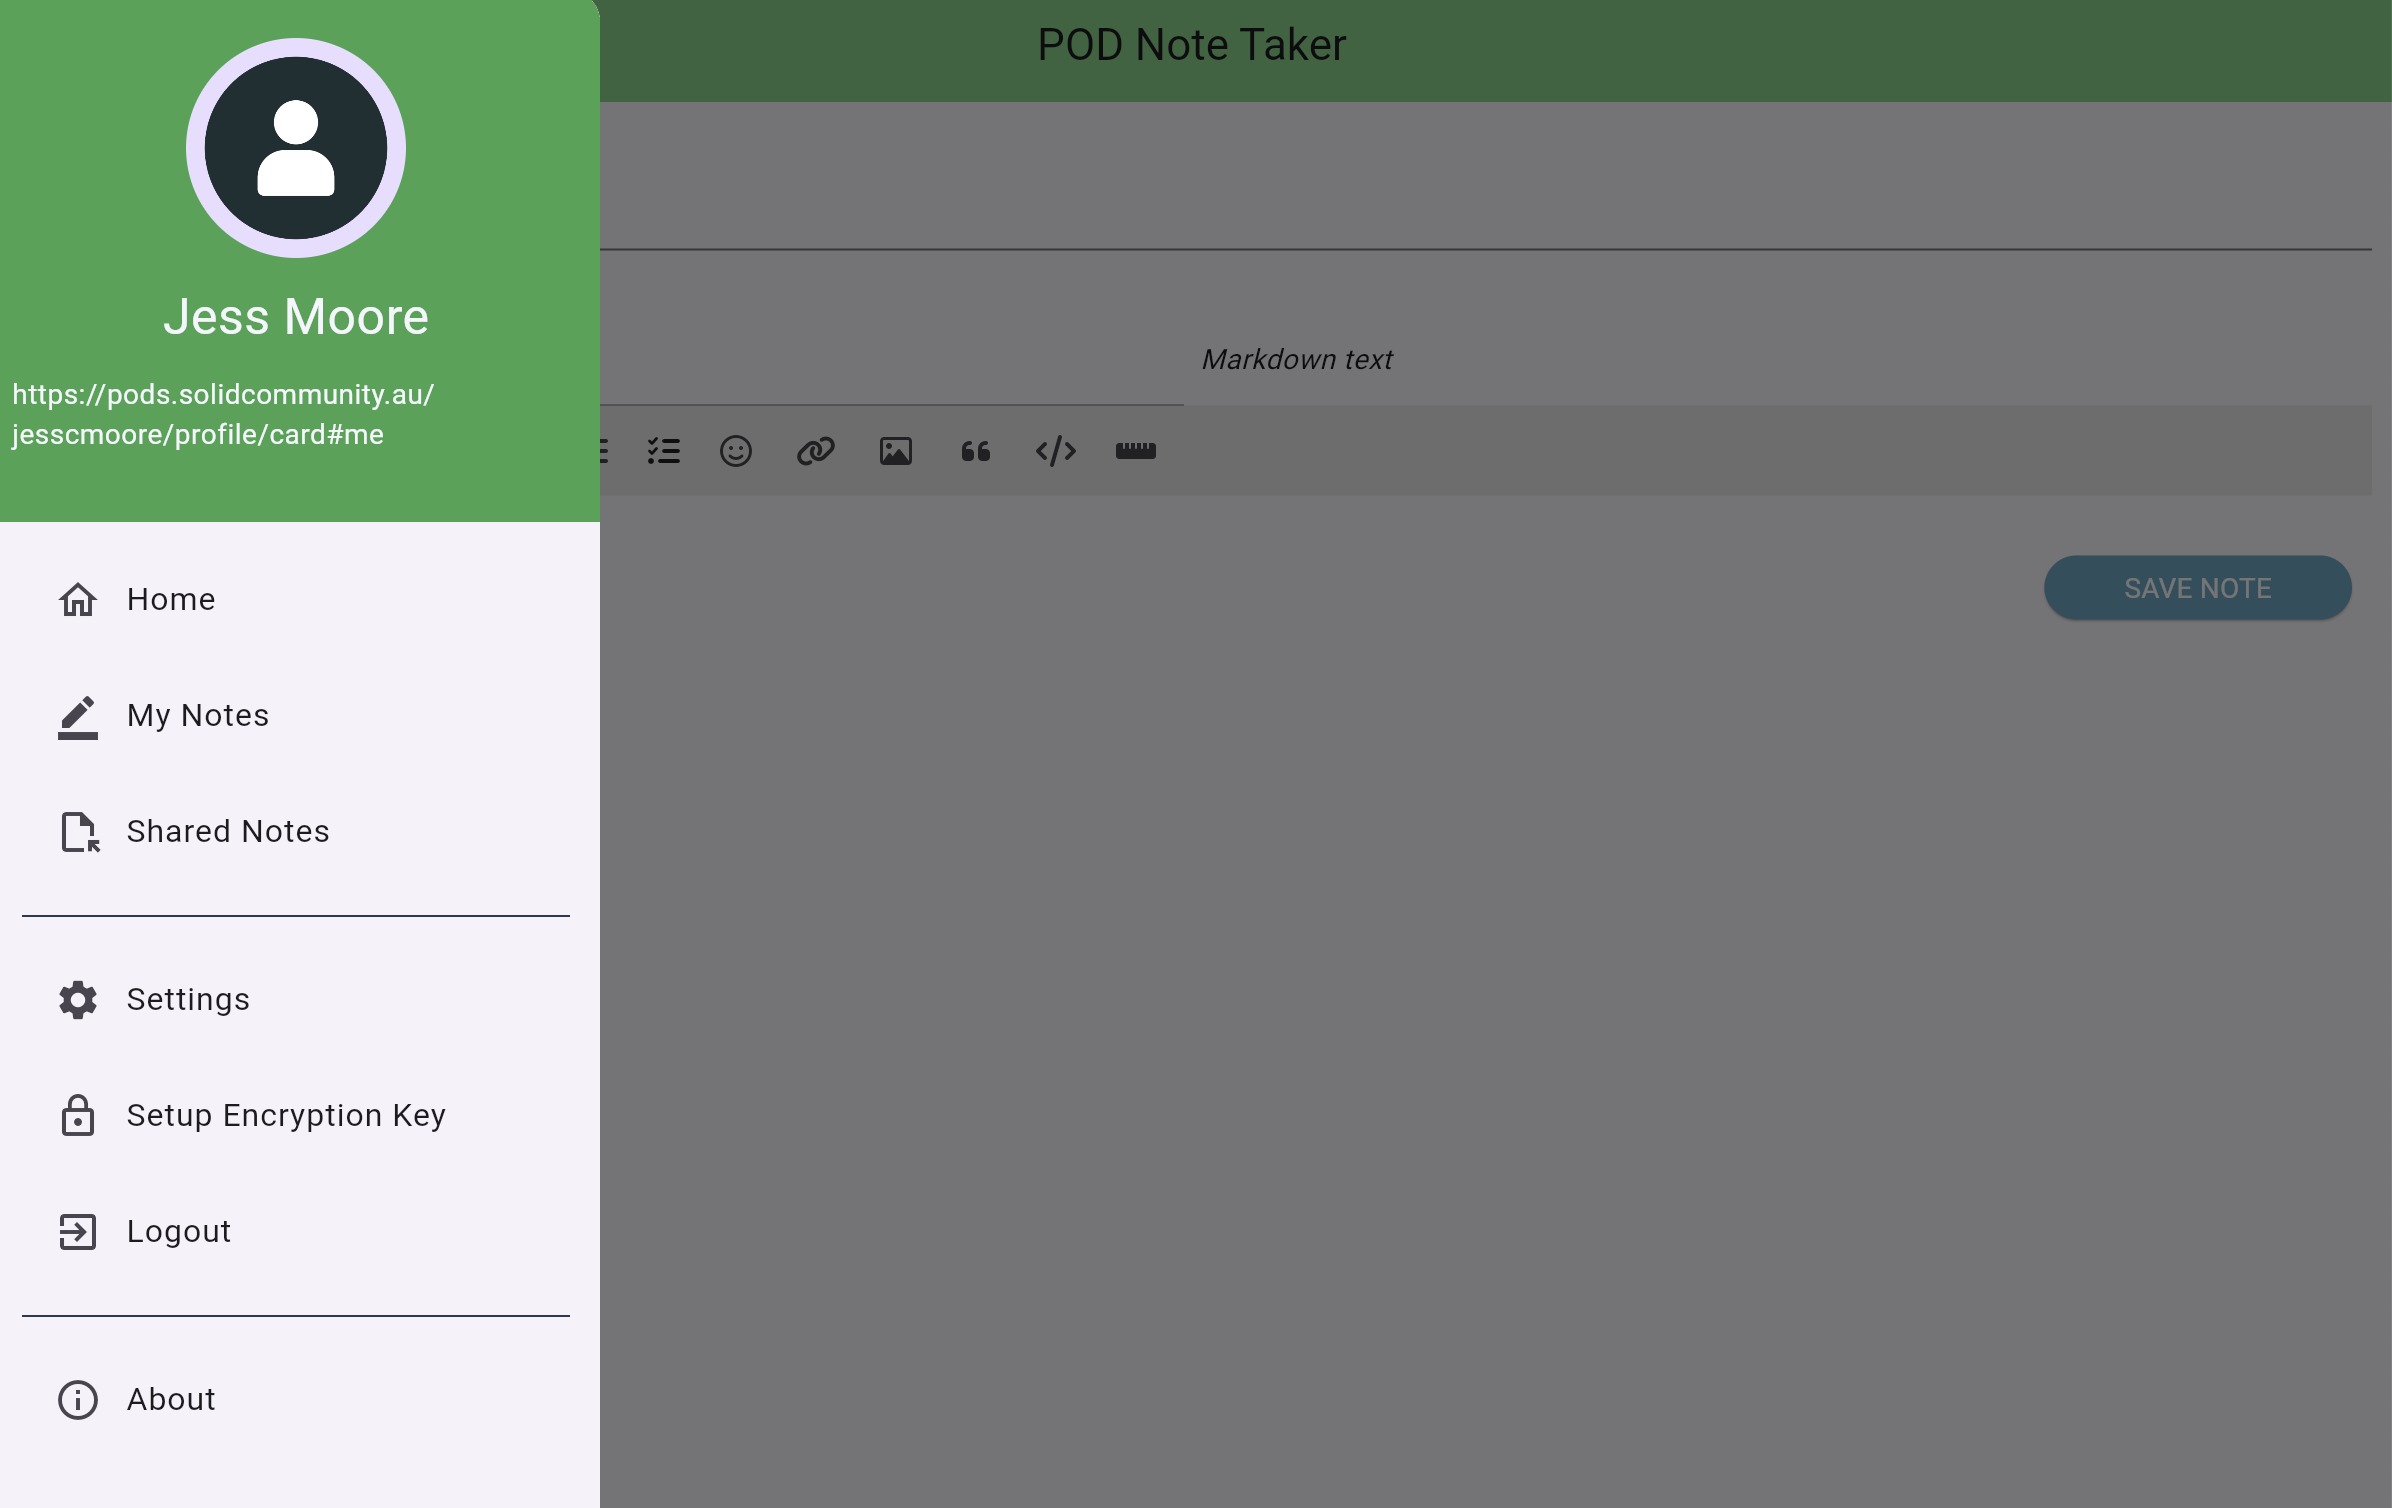 POD Note Taker
Jess Moore
https://pods.solidcommunity.au/
jesscmoore/profile/card#me
Markdown text
SAVE NOTE
Home
My Notes
Shared Notes
Settings
Setup Encryption Key
Logout
About